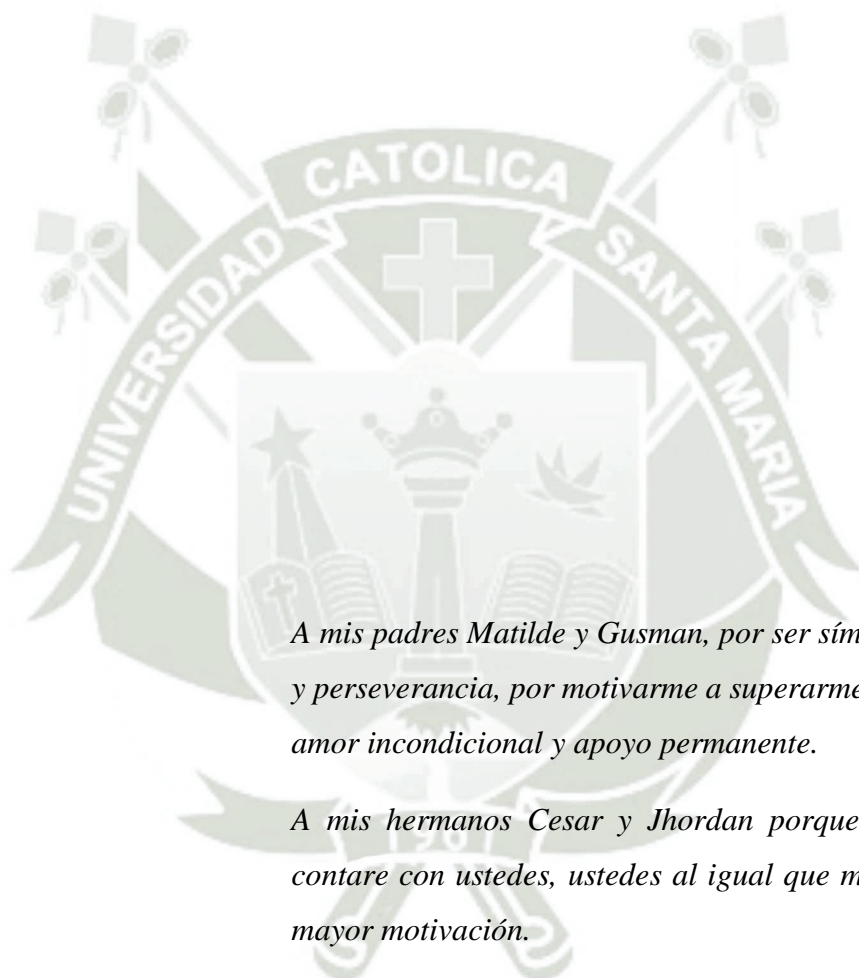 CATOLICA
UNIVERSIDAD
SANTA MARIA
A mis padres Matilde y Gusman, por ser sím
y perseverancia, por motivarme a superarme
amor incondicional y apoyo permanente.
A mis hermanos Cesar y Jhordan porque
contare con ustedes, ustedes al igual que m
mayor motivación.